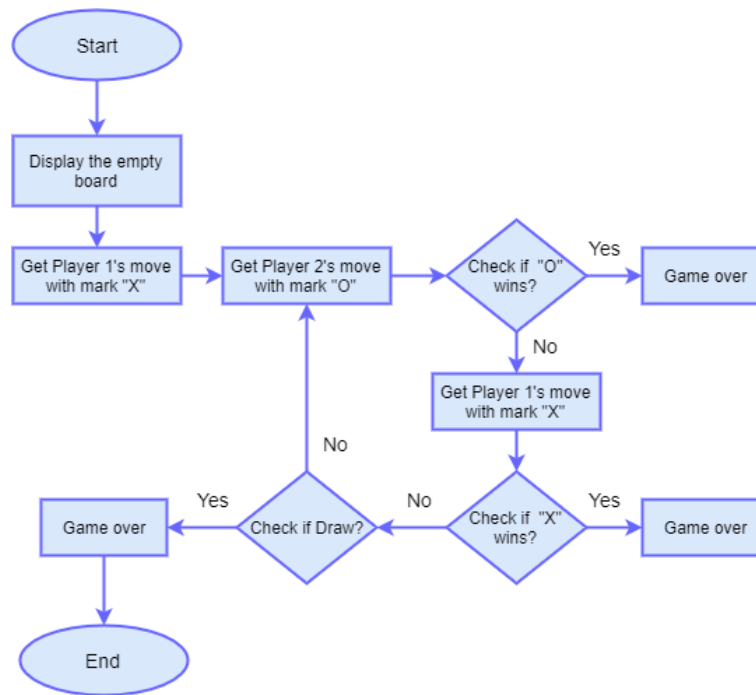 Start
Display the empty
board
Get Player 1's move
with mark "X"
Get Player 2's move
with mark "O"
Check if "O"
wins?
Yes
Game over
No
Get Player 1's move
with mark "X"
Check if "X"
wins?
Yes
Game over
No
Check if Draw?
No
Yes
Game over
End